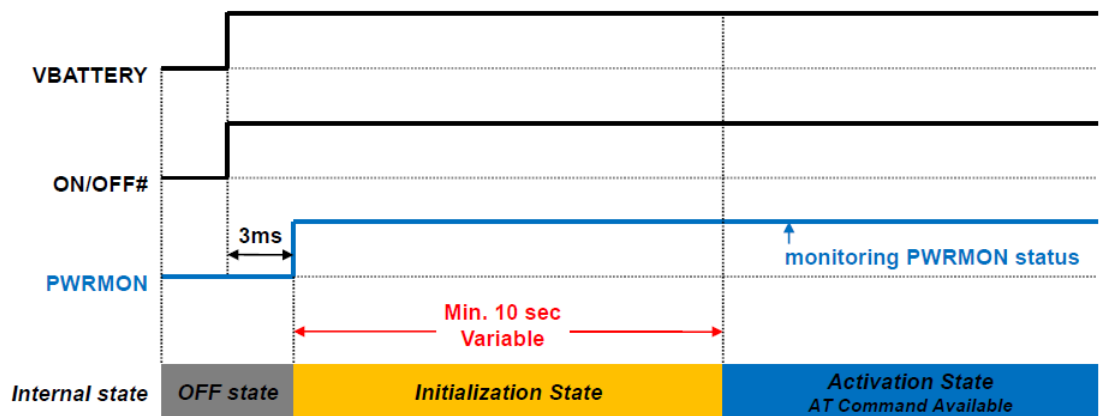 VBATTERY
ON/OFF#
3ms
PWRMON
monitoring PWRMON status
Min. 10 sec
Variable
Internal state
OFF state
Initialization State
Activation State
AT Command Available